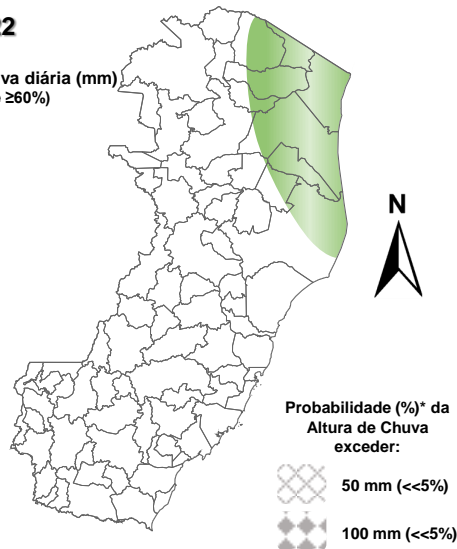 22
va diária (mm)
≥60%)
N
Probabilidade (%)* da
Altura de Chuva
exceder:
50 mm (<<5%)
100 mm (<<5%)